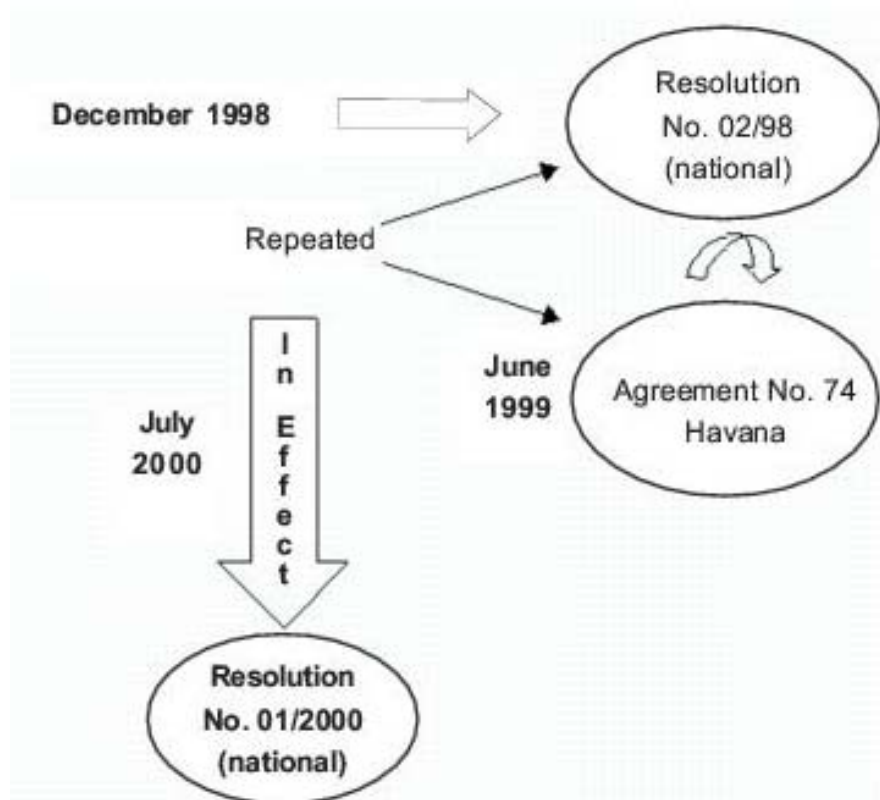 December 1998
Resolution
No. 02/98
(national)
Repeated
June
1999
Agreement No. 74
Havana
July
2000
In Effect
Resolution
No. 01/2000
(national)